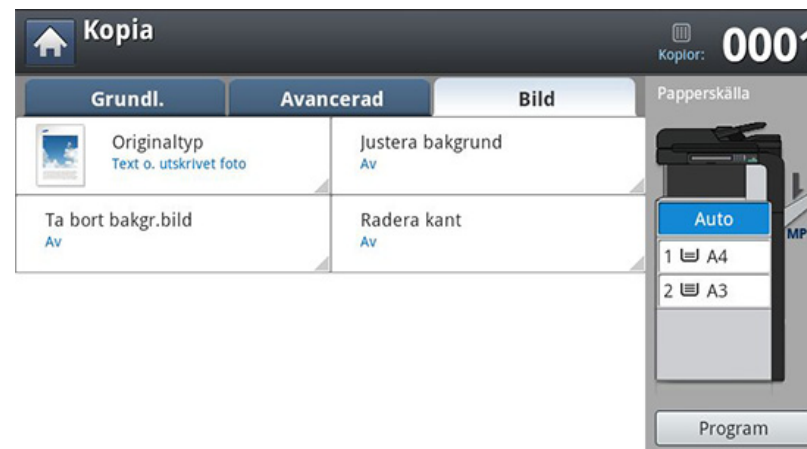 Kopia
Kopior: 0001
Grundl. Avancerad Bild
Papperskälla
Originaltyp
Text o. utskrivet foto
Justera bakgrund
Av
Ta bort bakgr.bild
Av
Radera kant
Av
Auto
MP
1 A4
2 A3
Program